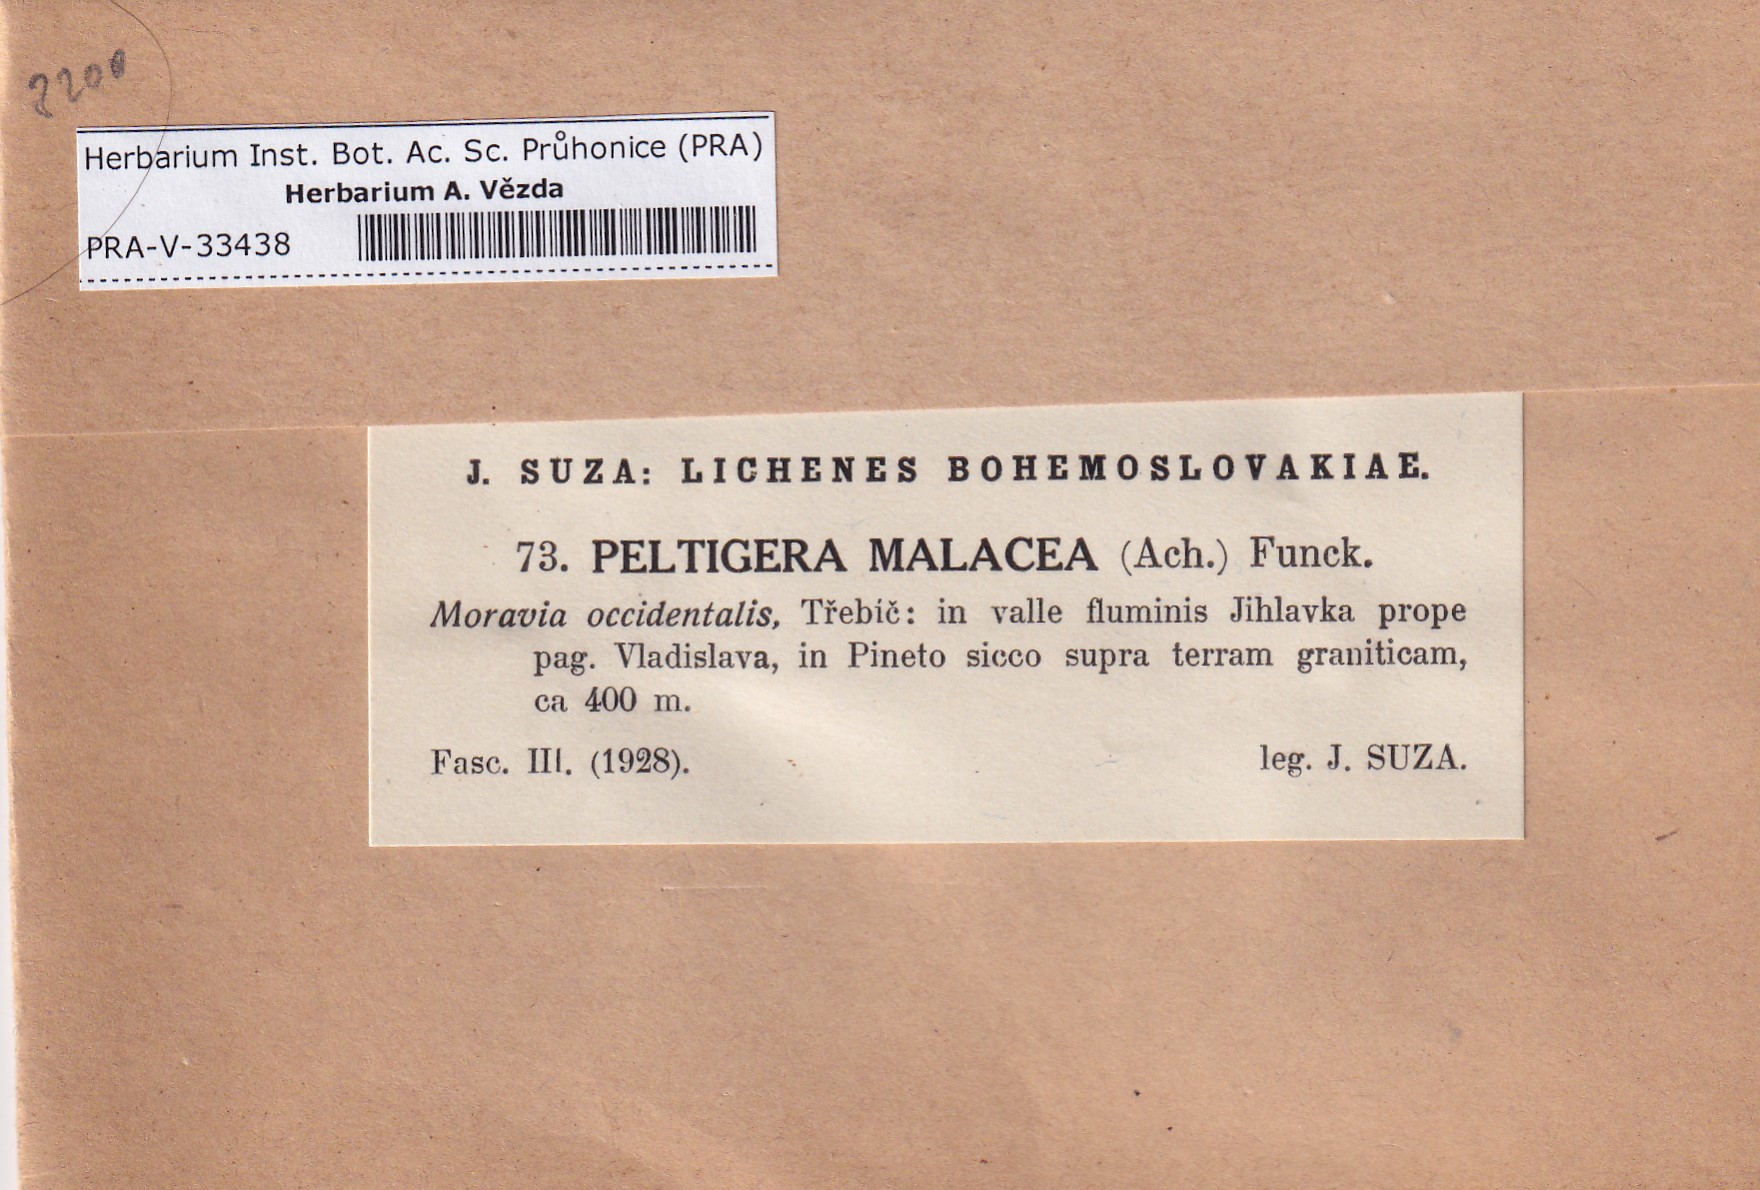 2200
Herbarium Inst. Bot. Ac. Sc. Průhonice (PRA)
Herbarium A. Vězda
PRA-V-33438
J. SUZA: LICHENES BOHEMOSLOVAKIAE.
73. PELTIGERA MALACEA (Ach.) Funck.
Moravia occidentalis, Třebíč: in valle fluminis Jihlavka prope
pag. Vladislava, in Pineto sicco supra terram graniticam,
ca 400 m.
Fasc. III. (1928). leg. J. SUZA.